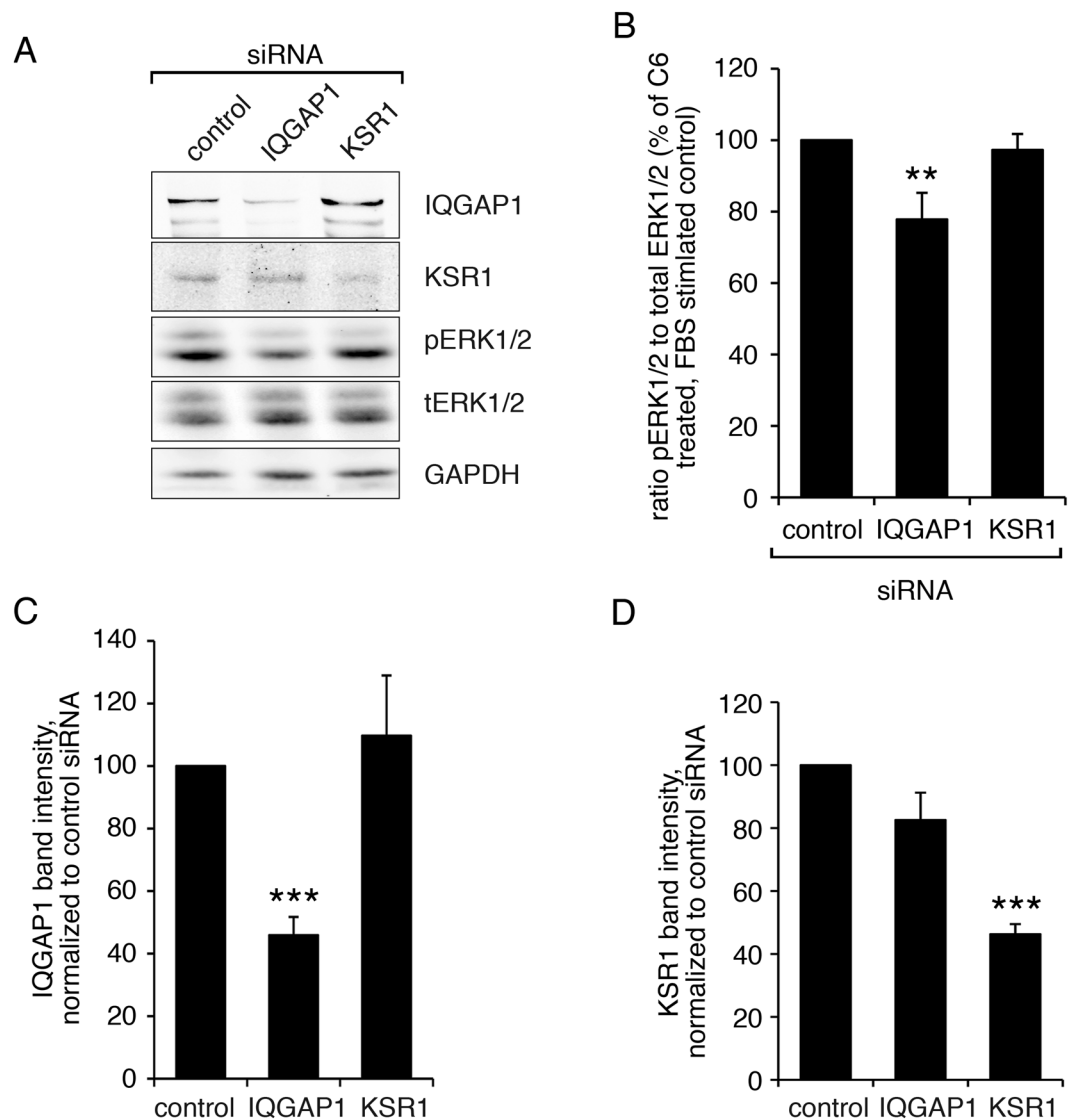 A
siRNA
control
IQGAP1
KSR1
IQGAP1
KSR1
pERK1/2
tERK1/2
GAPDH
B
ratio pERK1/2 to total ERK1/2 (% of C6
treated, FBS stimlated control)
120
100
80
60
40
20
0
**
control IQGAP1 KSR1
siRNA
C
IQGAP1 band intensity,
normalized to control siRNA
140
120
100
80
60
40
20
0
***
control IQGAP1 KSR1
D
KSR1 band intensity,
normalized to control siRNA
120
100
80
60
40
20
0
***
control IQGAP1 KSR1